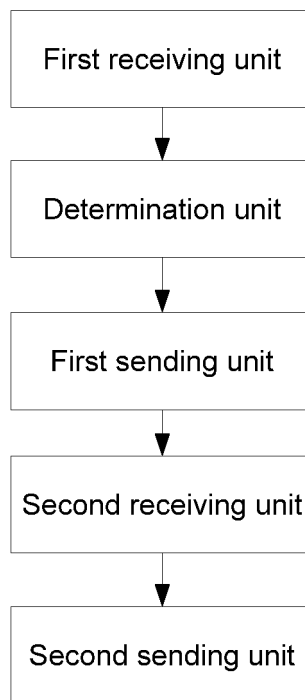 First receiving unit
Determination unit
First sending unit
Second receiving unit
Second sending unit